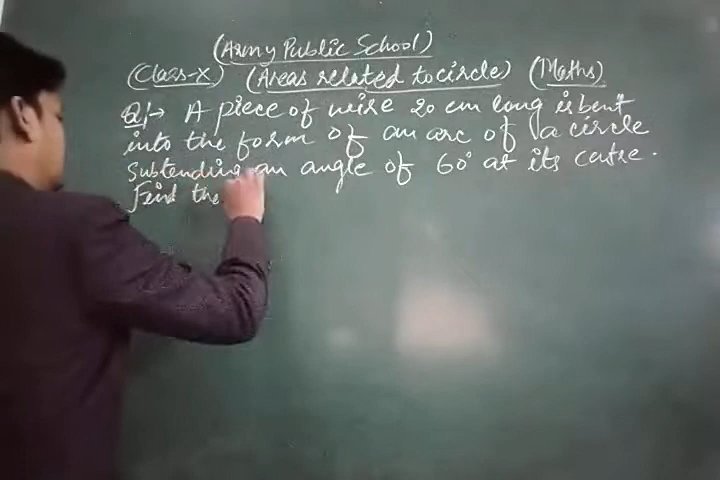 (Army Public School)
(Class-X) (Areas related to circle) (Maths)
Q1→ A piece of wire 20 cm long is bent
into the form of an arc of a circle
Subtending an angle of 60° at its centre.
Find the